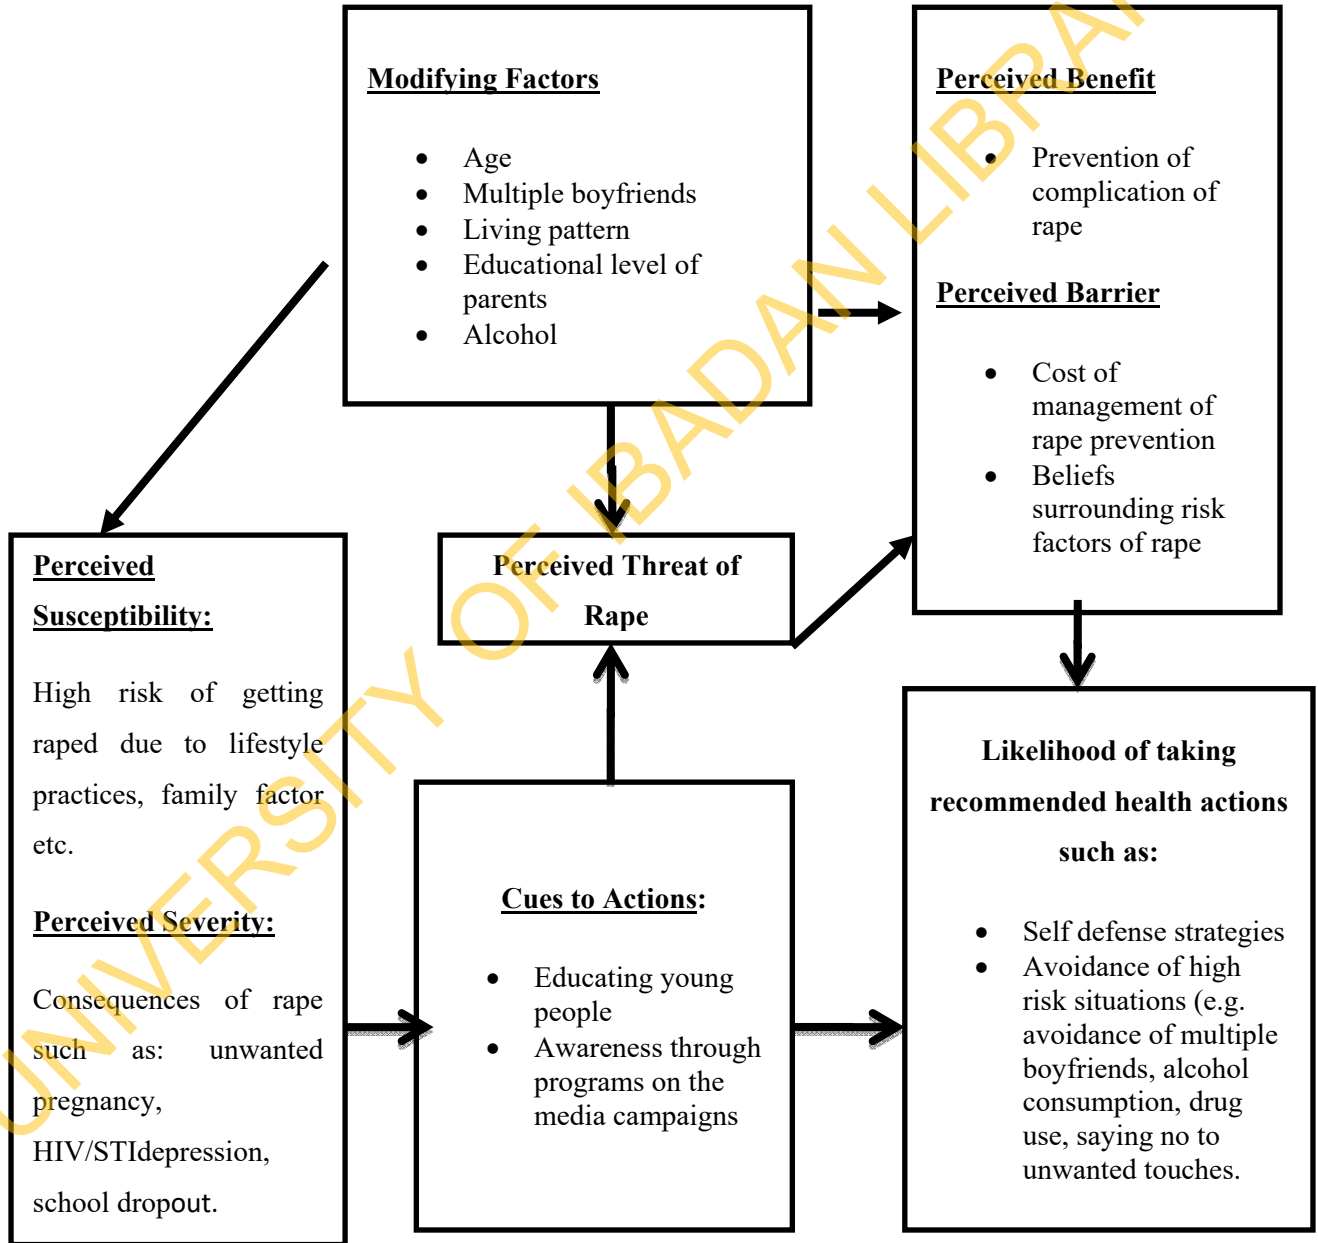 Modifying Factors
• Age
• Multiple boyfriends
• Living pattern
• Educational level of
parents
• Alcohol
Perceived Benefit
• Prevention of
complication of
rape
Perceived Barrier
• Cost of
management of
rape prevention
• Beliefs
surrounding risk
factors of rape
Perceived
Susceptibility:
High risk of getting
raped due to lifestyle
practices, family factor
etc.
Perceived Severity:
Consequences of rape
such as: unwanted
pregnancy,
HIV/STIdepression,
school dropout.
Perceived Threat of
Rape
Cues to Actions:
• Educating young
people
• Awareness through
programs on the
media campaigns
Likelihood of taking
recommended health actions
such as:
• Self defense strategies
• Avoidance of high
risk situations (e.g.
avoidance of multiple
boyfriends, alcohol
consumption, drug
use, saying no to
unwanted touches.
UNIVERSITY OF IBADAN LIBRAR